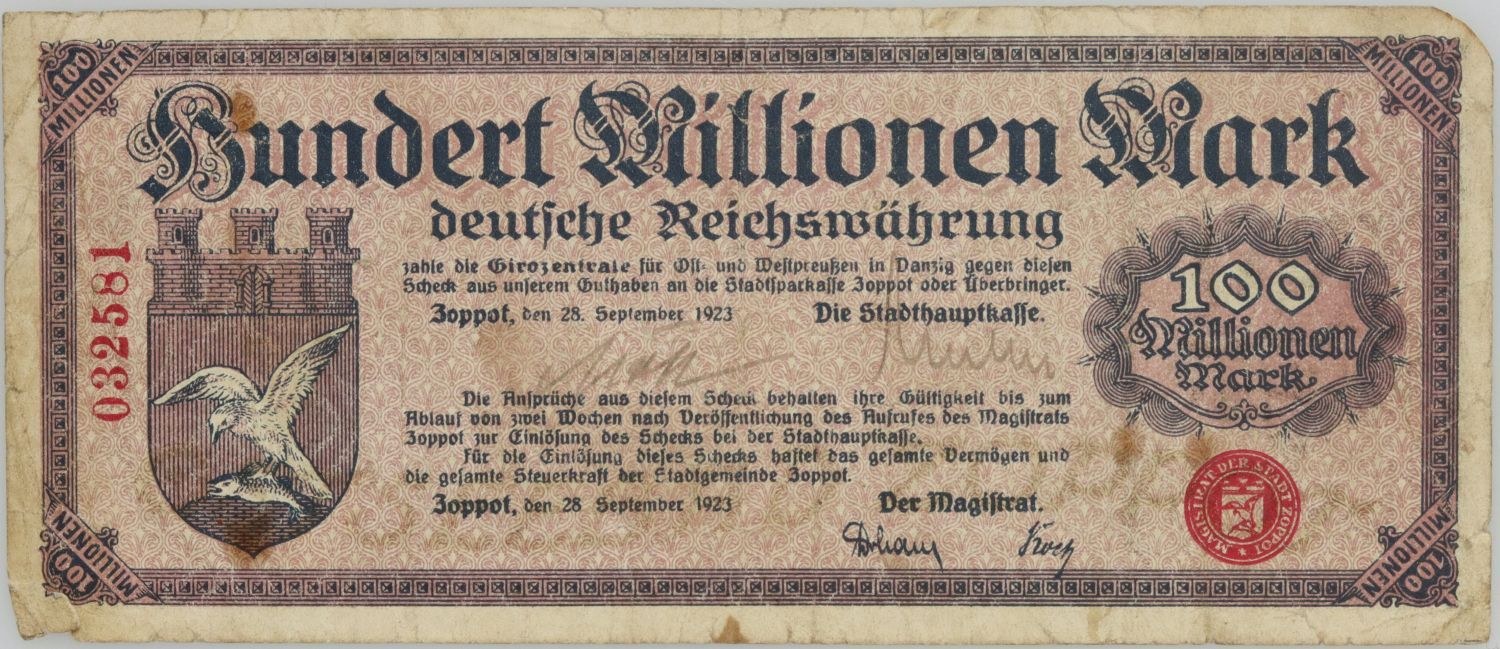 100 MILLIONEN
100 MILLIONEN
Hundert Millionen Mark
deutsche Reichswährung
zahle die Girozentrale für Ost- und Westpreußen in Danzig gegen diesen
Scheck aus unserem Guthaben an die Stadtsparkasse Zoppot oder Überbringer.
Zoppot, den 28. September 1923 Die Stadthauptkasse.
032581
100
Millionen
Mark
Die Ansprüche aus diesem Scheck behalten ihre Gültigkeit bis zum
Ablauf von zwei Wochen nach Veröffentlichung des Aufrufes des Magistrats
Zoppot zur Einlösung des Schecks bei der Stadthauptkasse.
Für die Einlösung dieses Schecks haftet das gesamte Vermögen und
die gesamte Steuerkraft der Stadtgemeinde Zoppot.
Zoppot, den 28 September 1923 Der Magistrat.
MAGISTRAT DER STADT ZOPPOT
100 MILLIONEN
100 MILLIONEN